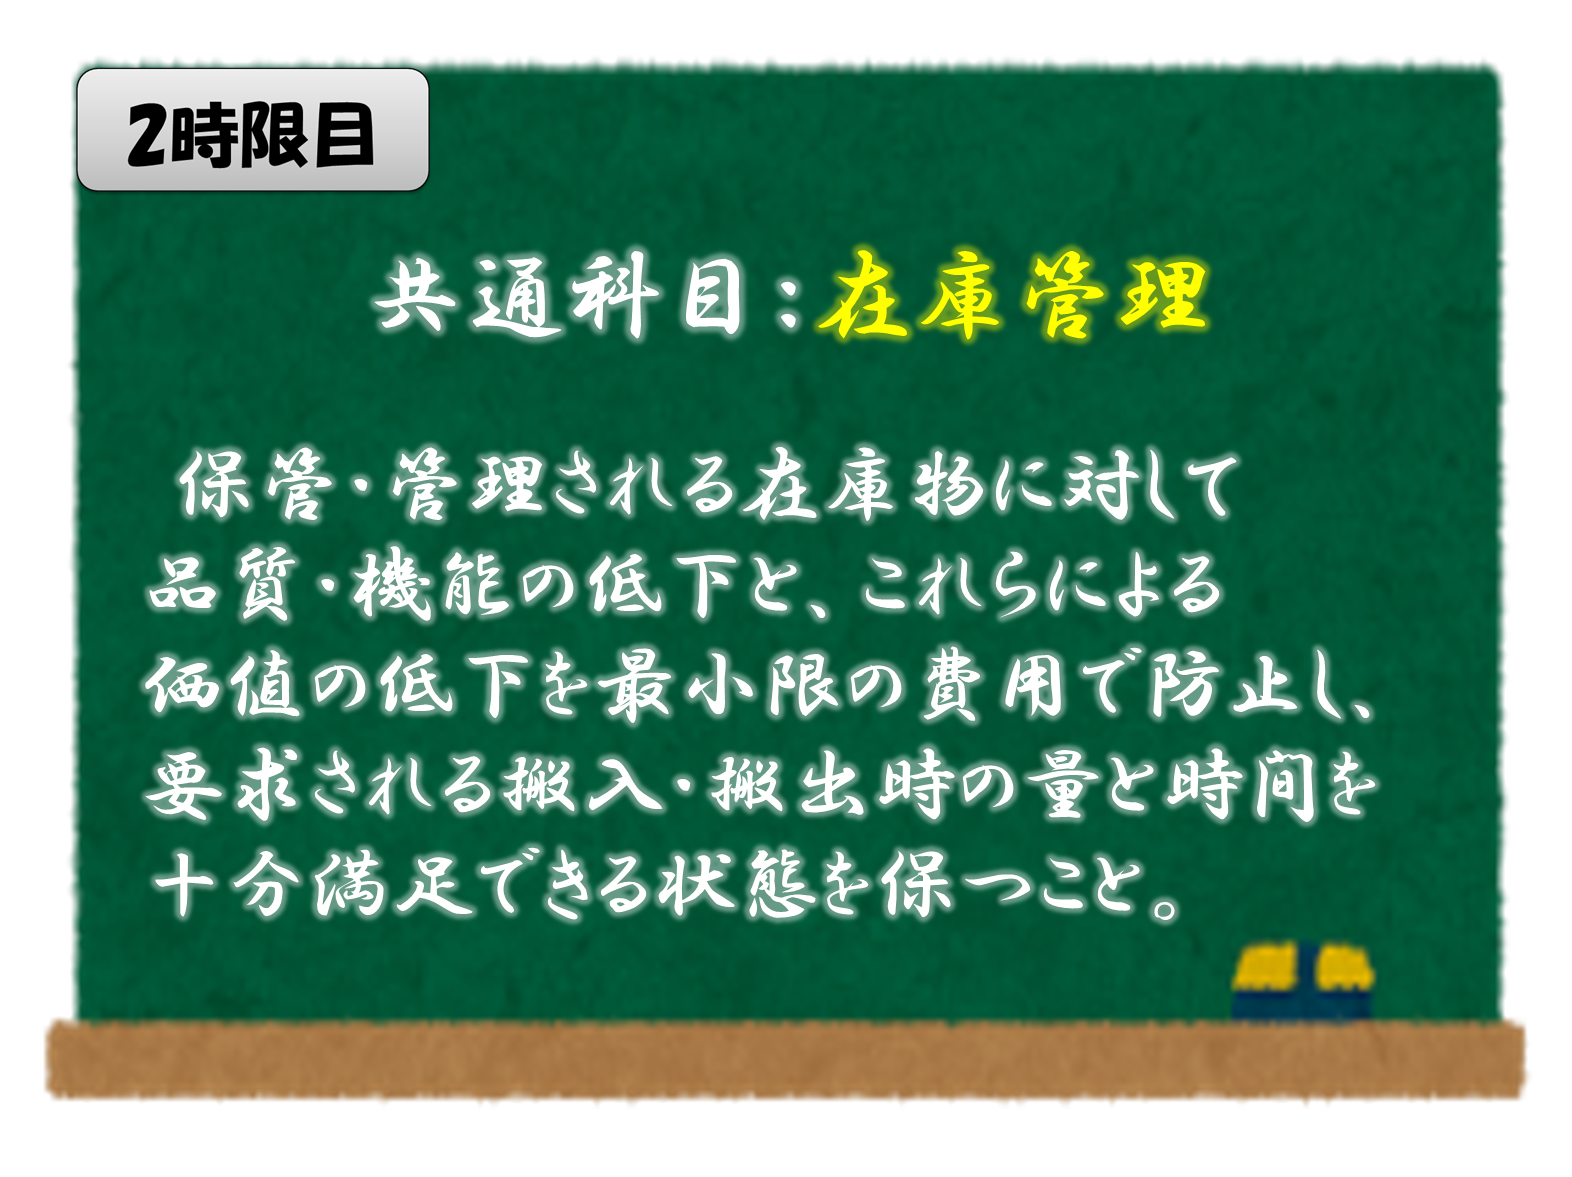 2時限目
共通科目：在庫管理
保管・管理される在庫物に対して
品質・機能の低下と、これらによる
価値の低下を最小限の費用で防止し、
要求される搬入・搬出時の量と時間を
十分満足できる状態を保つこと。